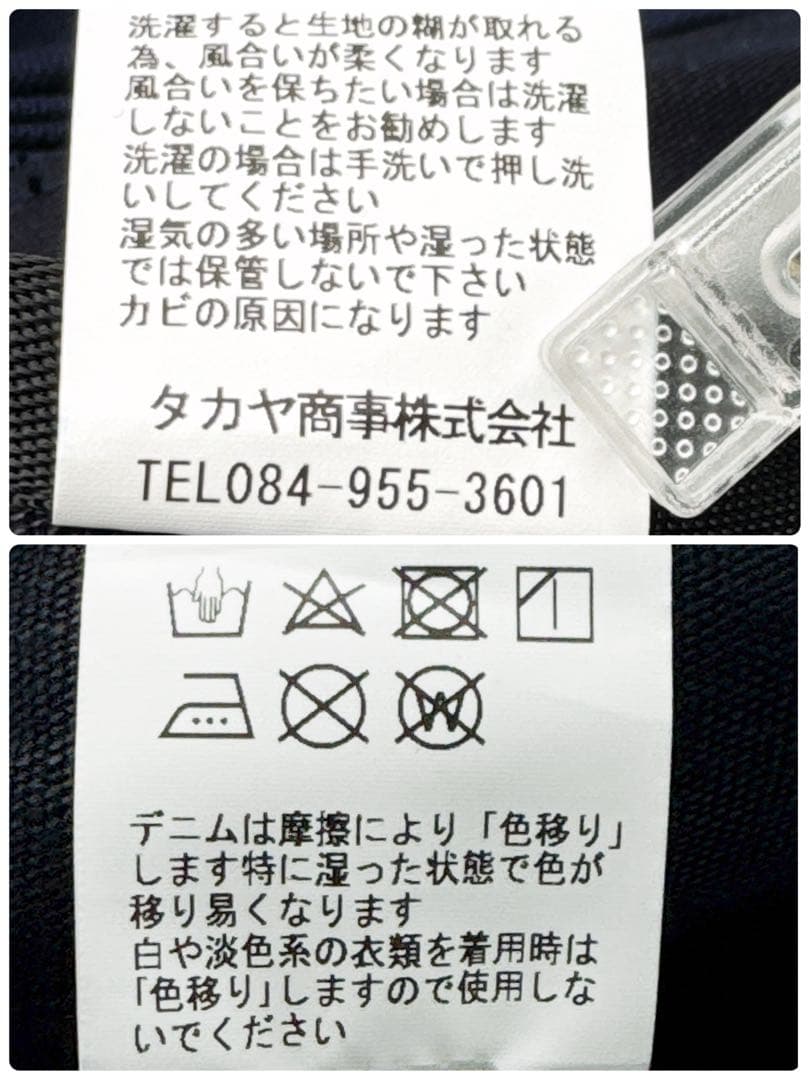 洗濯すると生地の糊が取れる
為、風合いが柔くなります
風合いを保ちたい場合は洗濯
しないことをお勧めします
洗濯の場合は手洗いで押し洗
いしてください
湿気の多い場所や湿った状態
では保管しないで下さい
カビの原因になります
タカヤ商事株式会社
TEL084-955-3601
W
デニムは摩擦により「色移り」
します特に湿った状態で色が
移り易くなります
白や淡色系の衣類を着用時は
「色移り」しますので使用しな
いでください